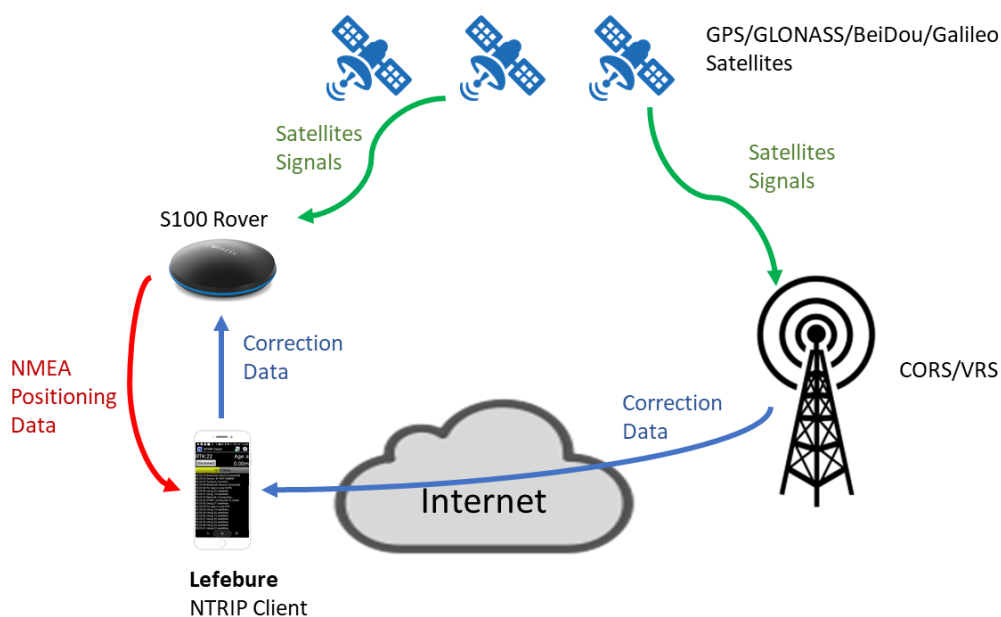 GPS/GLONASS/BeiDou/Galileo
Satellites
Satellites
Signals
Satellites
Signals
S100 Rover
Correction
Data
NMEA
Positioning
Data
CORS/VRS
Correction
Data
Internet
Lefebure
NTRIP Client